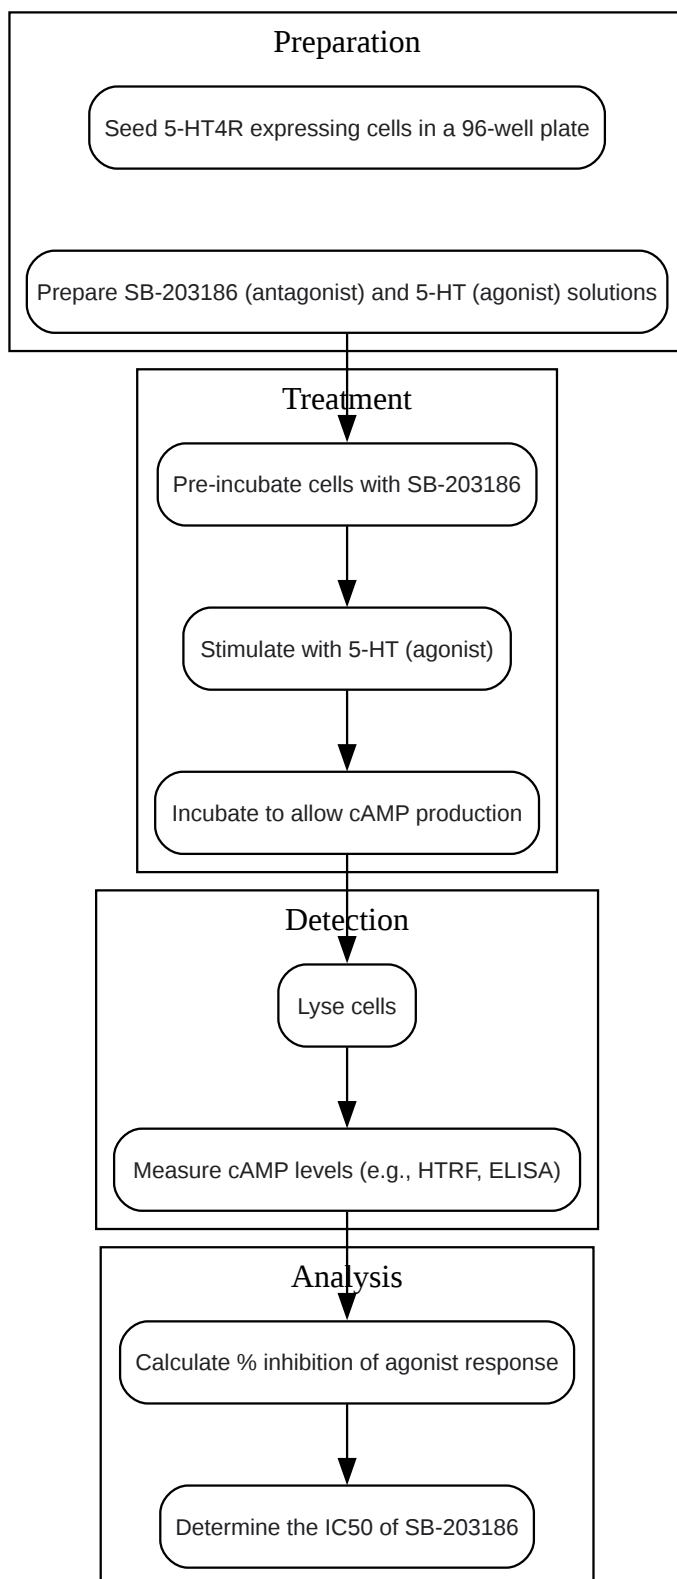 Preparation
Seed 5-HT4R expressing cells in a 96-well plate
Prepare SB-203186 (antagonist) and 5-HT (agonist) solutions
Treatment
Pre-incubate cells with SB-203186
Stimulate with 5-HT (agonist)
Incubate to allow cAMP production
Detection
Lyse cells
Measure cAMP levels (e.g., HTRF, ELISA)
Analysis
Calculate % inhibition of agonist response
Determine the IC50 of SB-203186